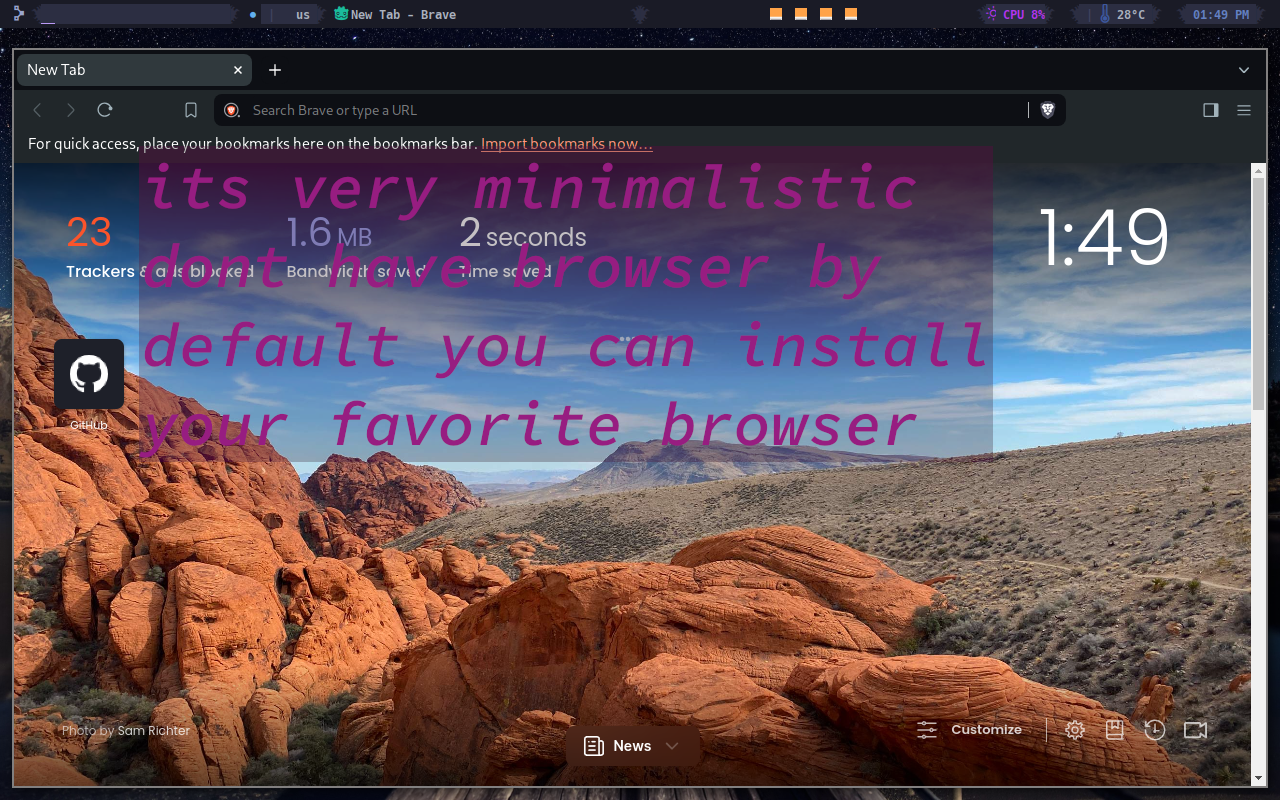 us
New Tab - Brave
CPU 8%
28°C
01:49 PM
New Tab
Search Brave or type a URL
For quick access, place your bookmarks here on the bookmarks bar. Import bookmarks now...
its very minimalistic
dont have browser by
default you can install
your favorite browser
23
Trackers & ads blocked
1.6 MB
Bandwidth saved
2 seconds
Time saved
1:49
GitHub
Photo by Sam Richter
News
Customize